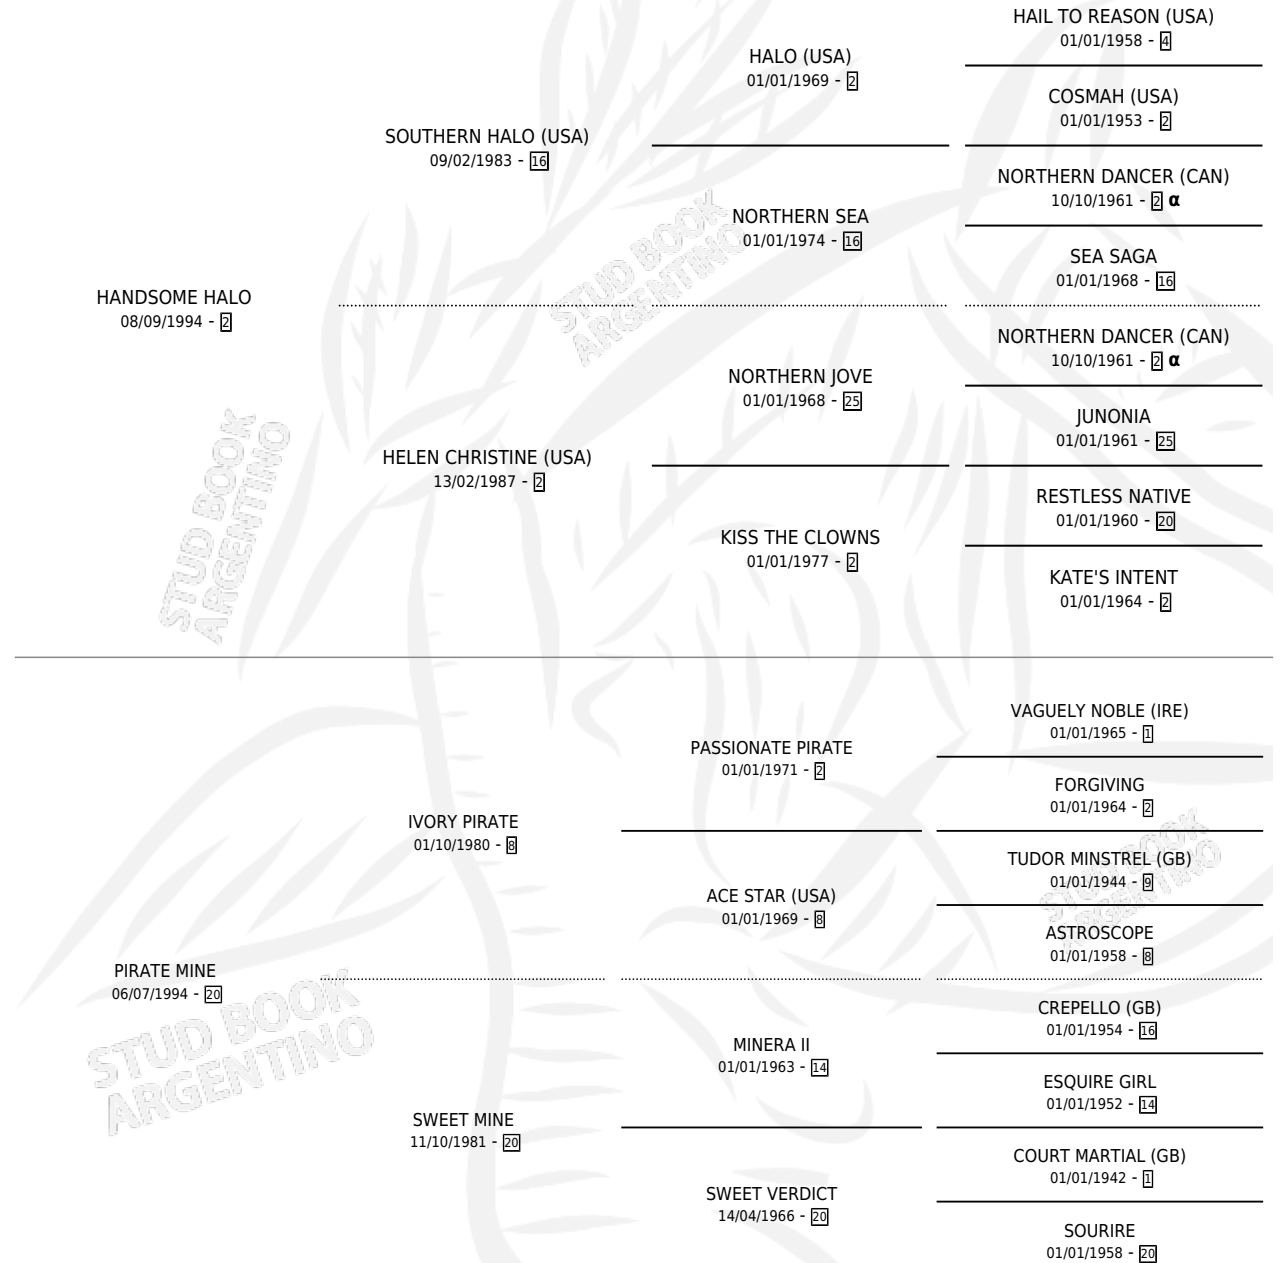 HAIL TO REASON (USA)
01/01/1958 - 4
HALO (USA)
01/01/1969 - 2
COSMAH (USA)
01/01/1953 - 2
SOUTHERN HALO (USA)
09/02/1983 - 16
NORTHERN DANCER (CAN)
10/10/1961 - 2 α
NORTHERN SEA
01/01/1974 - 16
SEA SAGA
01/01/1968 - 16
HANDSOME HALO
08/09/1994 - 2
NORTHERN DANCER (CAN)
10/10/1961 - 2 α
NORTHERN JOVE
01/01/1968 - 25
JUNONIA
01/01/1961 - 25
HELEN CHRISTINE (USA)
13/02/1987 - 2
RESTLESS NATIVE
01/01/1960 - 20
KISS THE CLOWNS
01/01/1977 - 2
KATE'S INTENT
01/01/1964 - 2
VAGUELY NOBLE (IRE)
01/01/1965 - 1
PASSIONATE PIRATE
01/01/1971 - 2
FORGIVING
01/01/1964 - 2
IVORY PIRATE
01/10/1980 - 8
TUDOR MINSTREL (GB)
01/01/1944 - 9
ACE STAR (USA)
01/01/1969 - 8
ASTROSCOPE
01/01/1958 - 8
PIRATE MINE
06/07/1994 - 20
CREPELLO (GB)
01/01/1954 - 16
MINERA II
01/01/1963 - 14
ESQUIRE GIRL
01/01/1952 - 14
SWEET MINE
11/10/1981 - 20
COURT MARTIAL (GB)
01/01/1942 - 1
SWEET VERDICT
14/04/1966 - 20
SOURIRE
01/01/1958 - 20
STUD BOOK
ARGENTINO
STUD BOOK
ARGENTINO
STUD BOOK
ARGENTINO
STUD BOOK
ARGENTINO